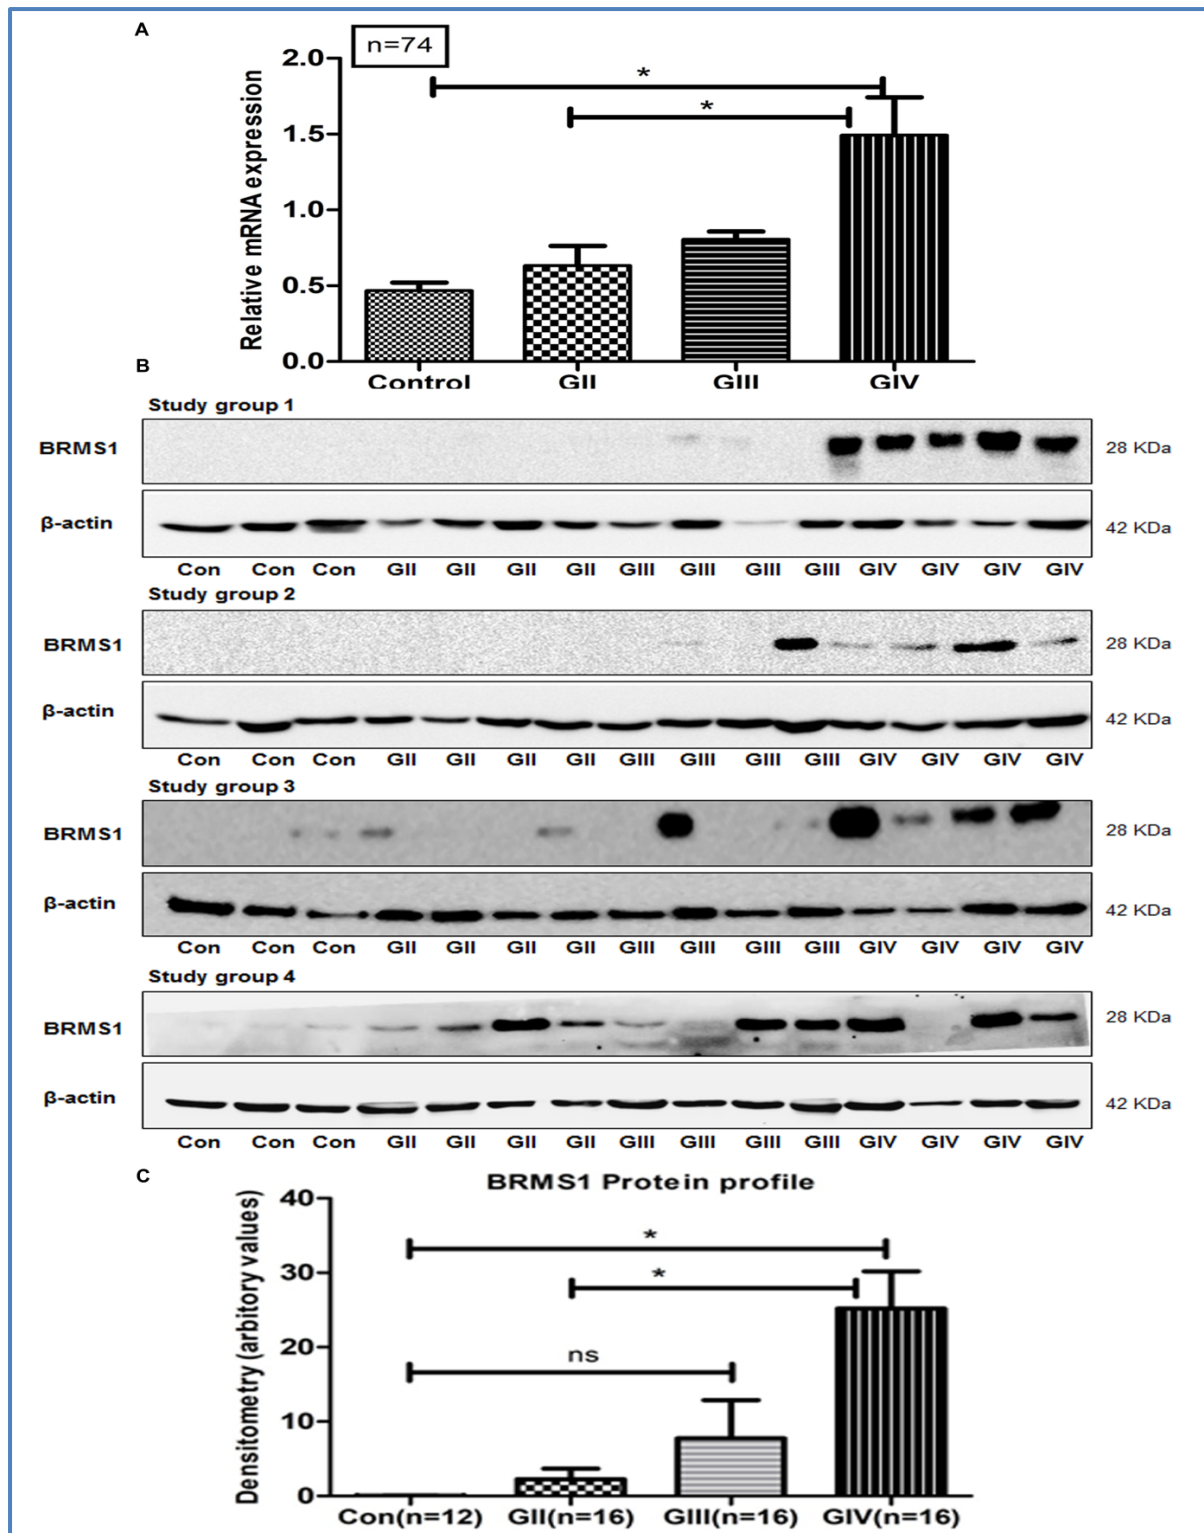 A
n=74
2.0
*
*
1.5
1.0
0.5
0.0
Relative mRNA expression
Control GII GIII GIV
B
Study group 1
BRMS1 28 KDa
β-actin 42 KDa
Con Con Con GII GII GII GII GIII GIII GIII GIII GIV GIV GIV GIV
Study group 2
BRMS1 28 KDa
β-actin 42 KDa
Con Con Con GII GII GII GII GIII GIII GIII GIII GIV GIV GIV GIV
Study group 3
BRMS1 28 KDa
β-actin 42 KDa
Con Con Con GII GII GII GII GIII GIII GIII GIII GIV GIV GIV GIV
Study group 4
BRMS1 28 KDa
β-actin 42 KDa
Con Con Con GII GII GII GII GIII GIII GIII GIII GIV GIV GIV GIV
C
BRMS1 Protein profile
40
*
30
*
20
ns
10
0
Densitometry (arbitory values)
Con(n=12) GII(n=16) GIII(n=16) GIV(n=16)